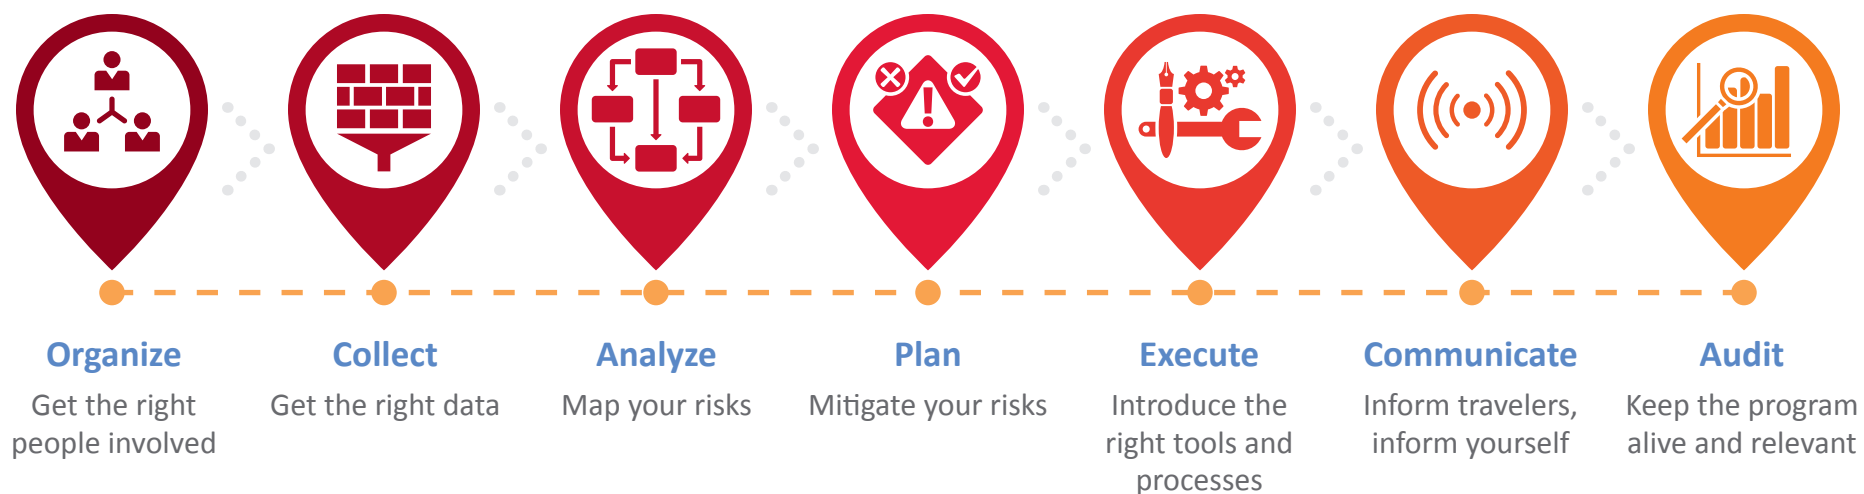 Organize
Get the right
people involved
Collect
Get the right data
Analyze
Map your risks
Plan
Mitigate your risks
Execute
Introduce the
right tools and
processes
Communicate
Inform travelers,
inform yourself
Audit
Keep the program
alive and relevant